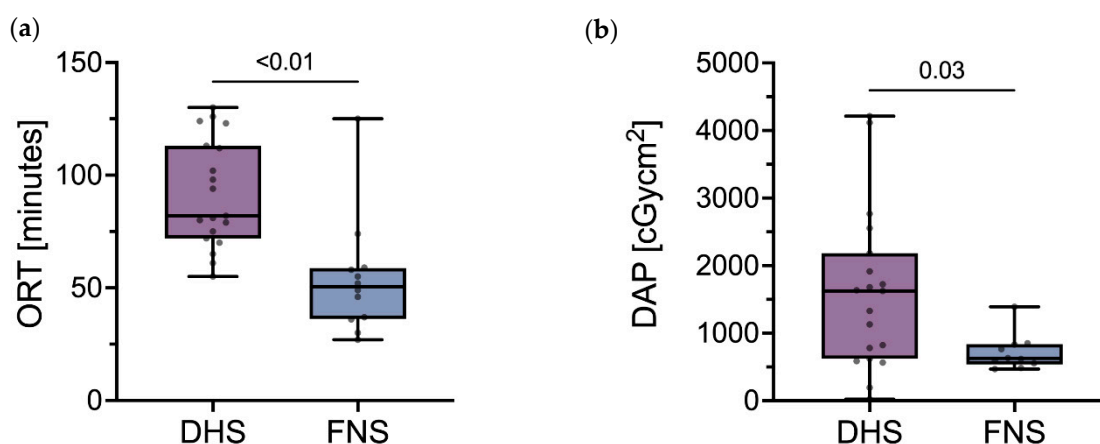 (a)
<0.01
150
100
50
0
ORT [minutes]
DHS FNS
(b)
0.03
5000
4000
3000
2000
1000
0
DAP [cGycm²]
DHS FNS